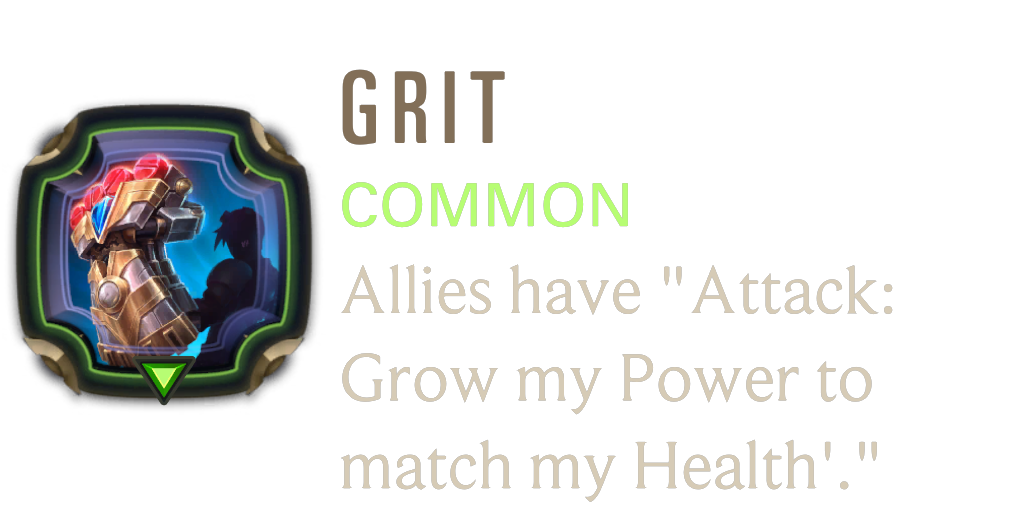 GRIT
COMMON
Allies have "Attack:
Grow my Power to
match my Health'."